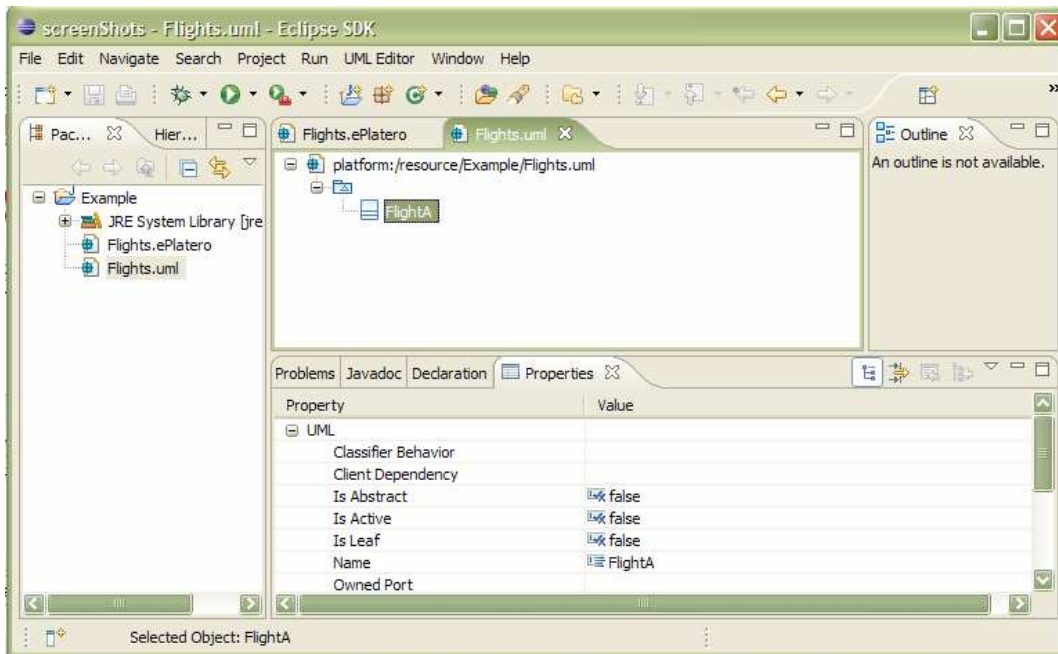 screenShots - Flights.uml - Eclipse SDK
File Edit Navigate Search Project Run UML Editor Window Help
Pac... Hier...
Example
JRE System Library [jre
Flights.ePlatero
Flights.uml
Flights.ePlatero Flights.uml
platform:/resource/Example/Flights.uml
FlightA
Outline
An outline is not available.
Problems Javadoc Declaration Properties
Property Value
UML
Classifier Behavior
Client Dependency
Is Abstract false
Is Active false
Is Leaf false
Name FlightA
Owned Port
Selected Object: FlightA